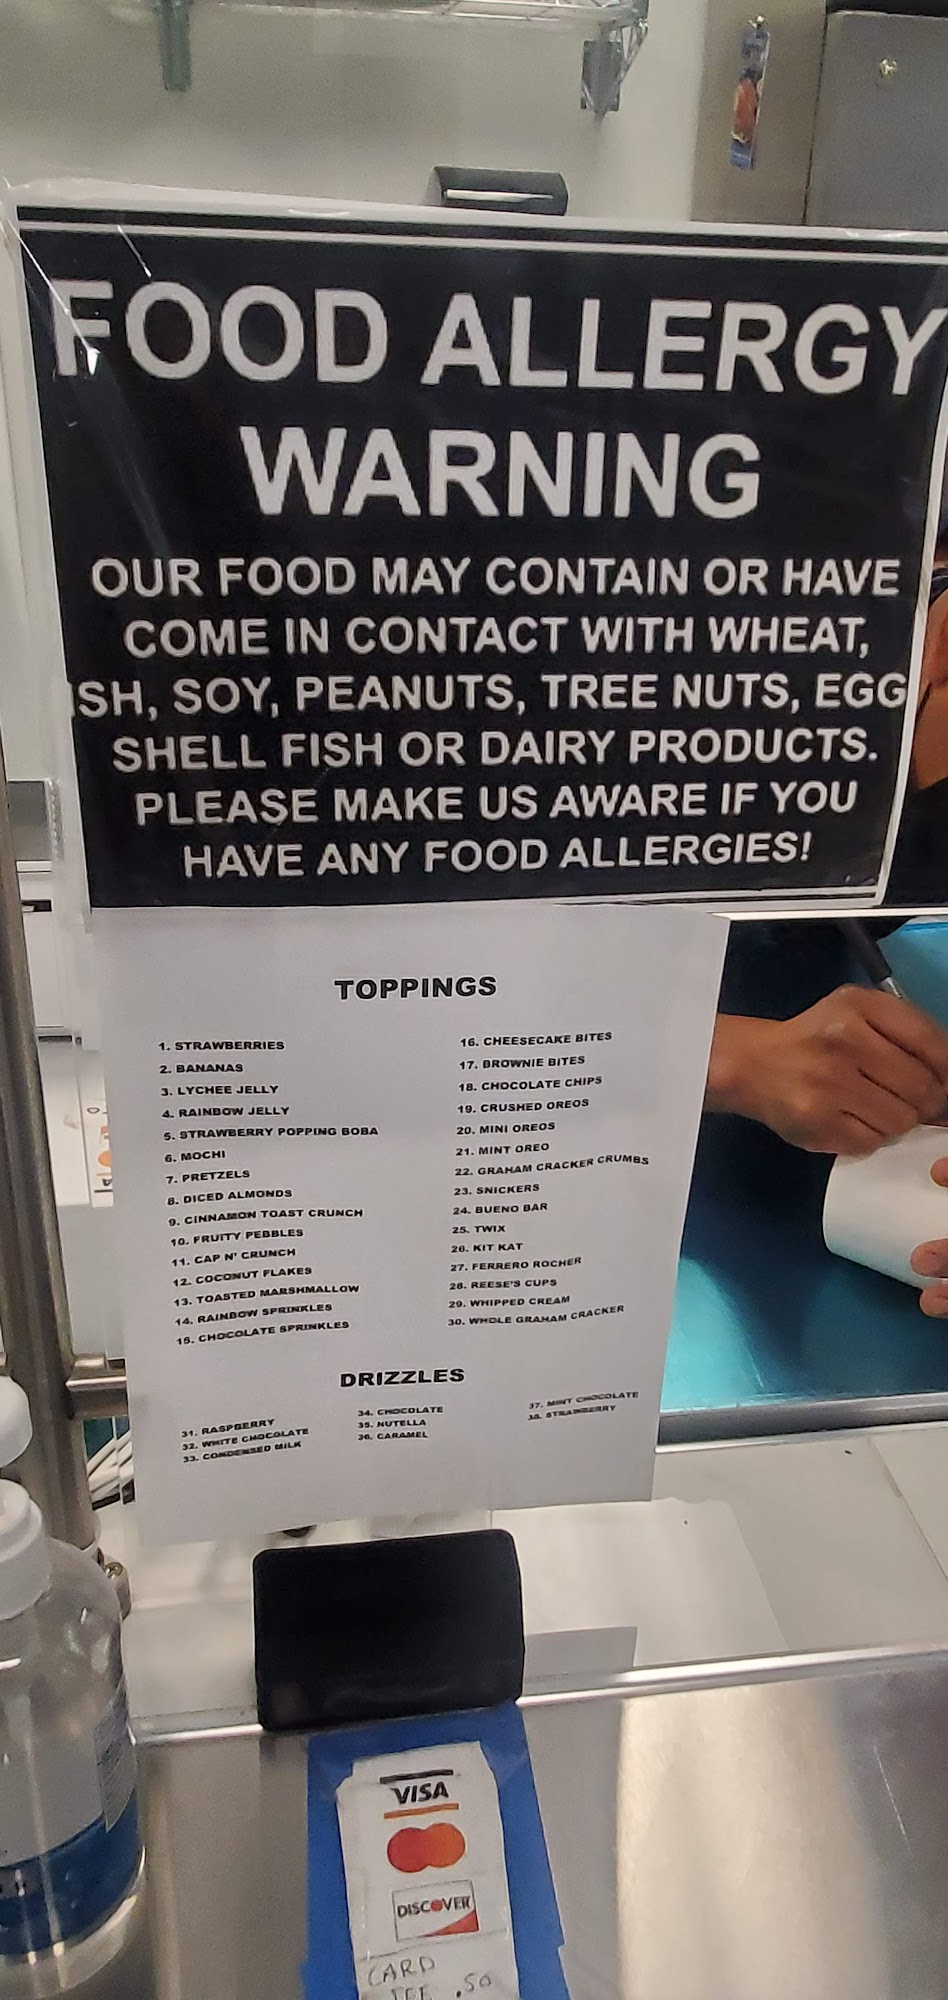 FOOD ALLERGY
WARNING
OUR FOOD MAY CONTAIN OR HAVE
COME IN CONTACT WITH WHEAT,
ISH, SOY, PEANUTS, TREE NUTS, EGG
SHELL FISH OR DAIRY PRODUCTS.
PLEASE MAKE US AWARE IF YOU
HAVE ANY FOOD ALLERGIES!
TOPPINGS
1. STRAWBERRIES
2. BANANAS
3. LYCHEE JELLY
4. RAINBOW JELLY
5. STRAWBERRY POPPING BOBA
6. MOCHI
7. PRETZELS
8. DICED ALMONDS
9. CINNAMON TOAST CRUNCH
10. FRUITY PEBBLES
11. CAP N' CRUNCH
12. COCONUT FLAKES
13. TOASTED MARSHMALLOW
14. RAINBOW SPRINKLES
15. CHOCOLATE SPRINKLES
16. CHEESECAKE BITES
17. BROWNIE BITES
18. CHOCOLATE CHIPS
19. CRUSHED OREOS
20. MINI OREOS
21. MINT OREO
22. GRAHAM CRACKER CRUMBS
23. SNICKERS
24. BUENO BAR
25. TWIX
26. KIT KAT
27. FERRERO ROCHER
28. REESE'S CUPS
29. WHIPPED CREAM
30. WHOLE GRAHAM CRACKER
DRIZZLES
31. RASPBERRY
32. WHITE CHOCOLATE
33. CONDENSED MILK
34. CHOCOLATE
35. NUTELLA
36. CARAMEL
37. MINT CHOCOLATE
38. STRAWBERRY
VISA
DISCOVER
CARD
FEE .50